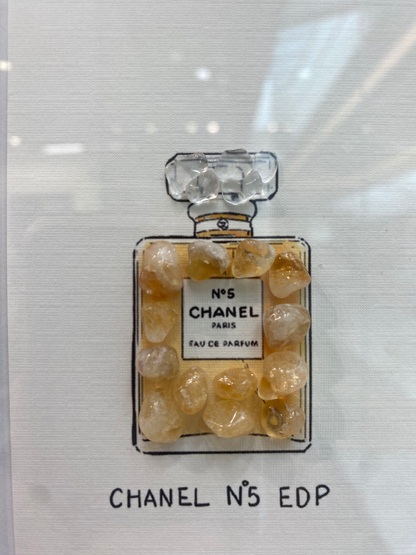 N°5
CHANEL
PARIS
EAU DE PARFUM
CHANEL N°5 EDP